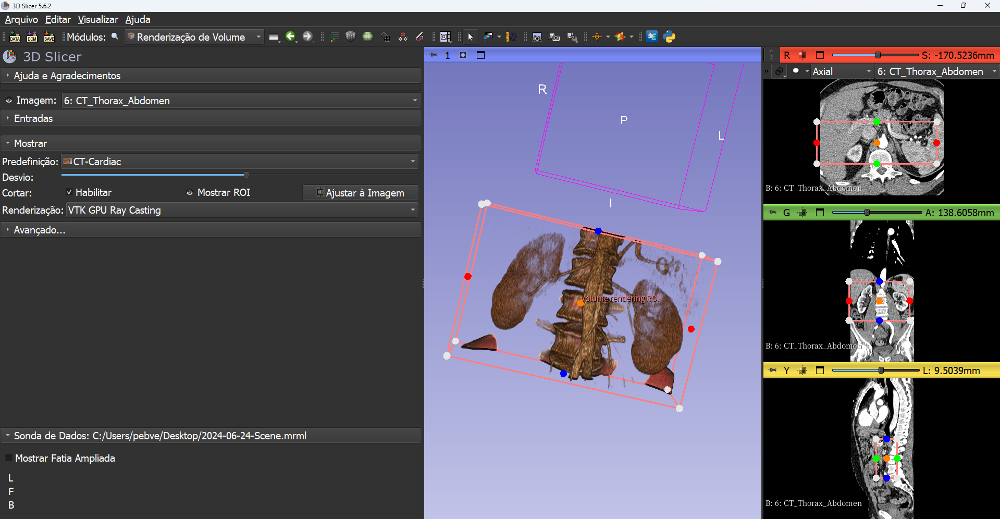 3D Slicer 5.6.2
Arquivo Editar Visualizar Ajuda
DATA DCM SAVE Módulos: Renderização de Volume
3D Slicer
Ajuda e Agradecimentos
Imagem: 6: CT_Thorax_Abdomen
Entradas
Mostrar
Predefinição: CT-Cardiac
Desvio:
Cortar: Habilitar Mostrar ROI Ajustar à Imagem
Renderização: VTK GPU Ray Casting
Avançado...
Sonda de Dados: C:/Users/pebve/Desktop/2024-06-24-Scene.mrml
Mostrar Fatia Ampliada
L
F
B
1
R
P
L
I
Volume rendering ROI
R S: -170.5236mm
» Axial 6: CT_Thorax_Abdomen
B: 6: CT_Thorax_Abdomen
G A: 138.6058mm
B: 6: CT_Thorax_Abdomen
Y L: 9.5039mm
B: 6: CT_Thorax_Abdomen